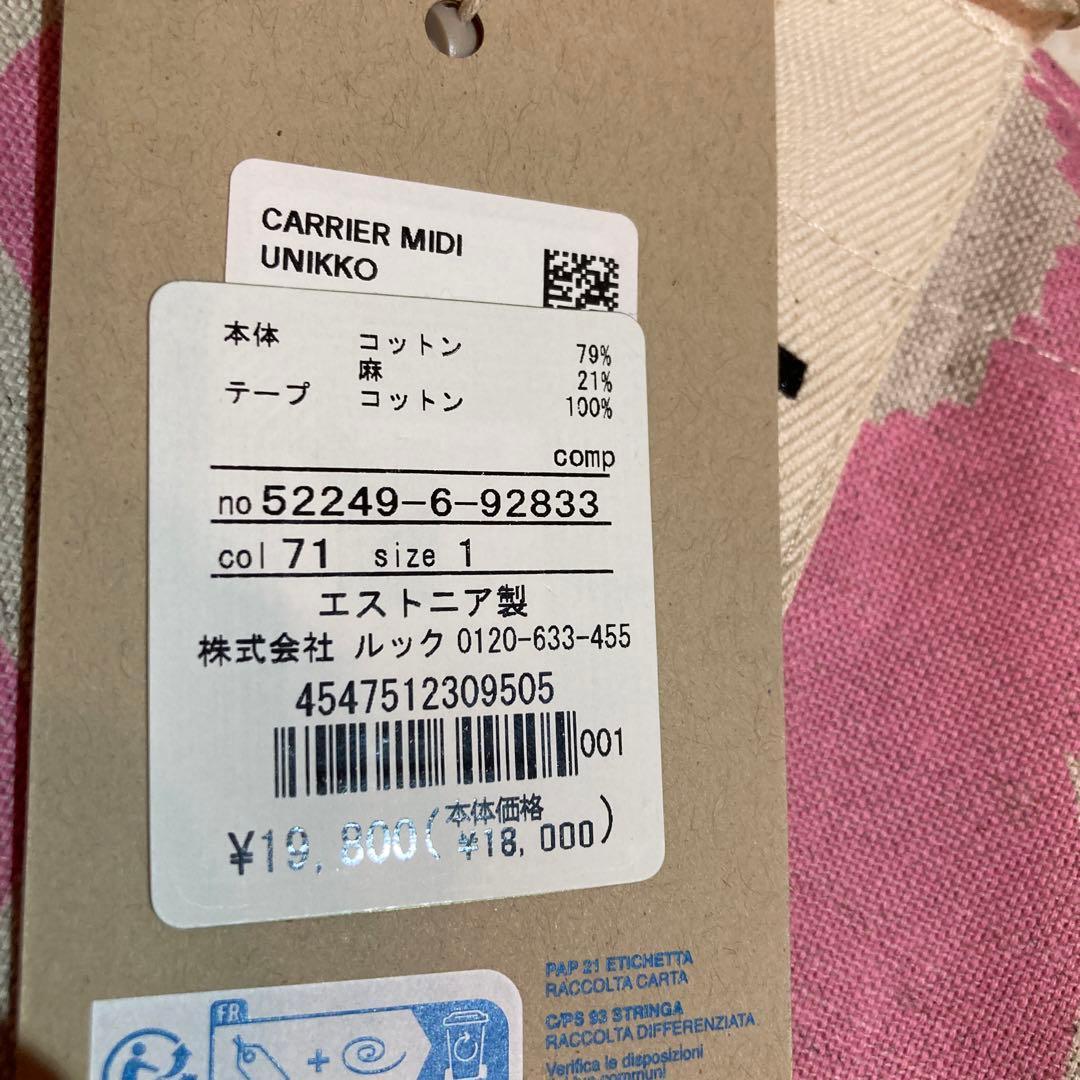 CARRIER MIDI
UNIKKO
本体 コットン 79%
麻 21%
テープ コットン 100%
comp
no 52249-6-92833
col 71 size 1
エストニア製
株式会社 ルック 0120-633-455
4547512309505
001
¥19,800(本体価格 ¥18,000)
PAP 21 ETICHETTA
RACCOLTA CARTA
C/PS 93 STRINGA
RACCOLTA DIFFERENZIATA
Verifica le disposizioni
FR
+